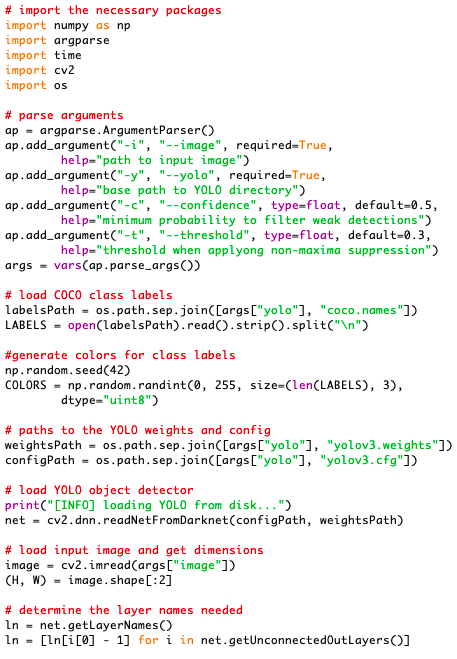 # import the necessary packages
import numpy as np
import argparse
import time
import cv2
import os

# parse arguments
ap = argparse.ArgumentParser()
ap.add_argument("-i", "--image", required=True,
        help="path to input image")
ap.add_argument("-y", "--yolo", required=True,
        help="base path to YOLO directory")
ap.add_argument("-c", "--confidence", type=float, default=0.5,
        help="minimum probability to filter weak detections")
ap.add_argument("-t", "--threshold", type=float, default=0.3,
        help="threshold when applyong non-maxima suppression")
args = vars(ap.parse_args())

# load COCO class labels
labelsPath = os.path.sep.join([args["yolo"], "coco.names"])
LABELS = open(labelsPath).read().strip().split("\n")

#generate colors for class labels
np.random.seed(42)
COLORS = np.random.randint(0, 255, size=(len(LABELS), 3),
        dtype="uint8")

# paths to the YOLO weights and config
weightsPath = os.path.sep.join([args["yolo"], "yolov3.weights"])
configPath = os.path.sep.join([args["yolo"], "yolov3.cfg"])

# load YOLO object detector
print("[INFO] loading YOLO from disk...")
net = cv2.dnn.readNetFromDarknet(configPath, weightsPath)

# load input image and get dimensions
image = cv2.imread(args["image"])
(H, W) = image.shape[:2]

# determine the layer names needed
ln = net.getLayerNames()
ln = [ln[i[0] - 1] for i in net.getUnconnectedOutLayers()]